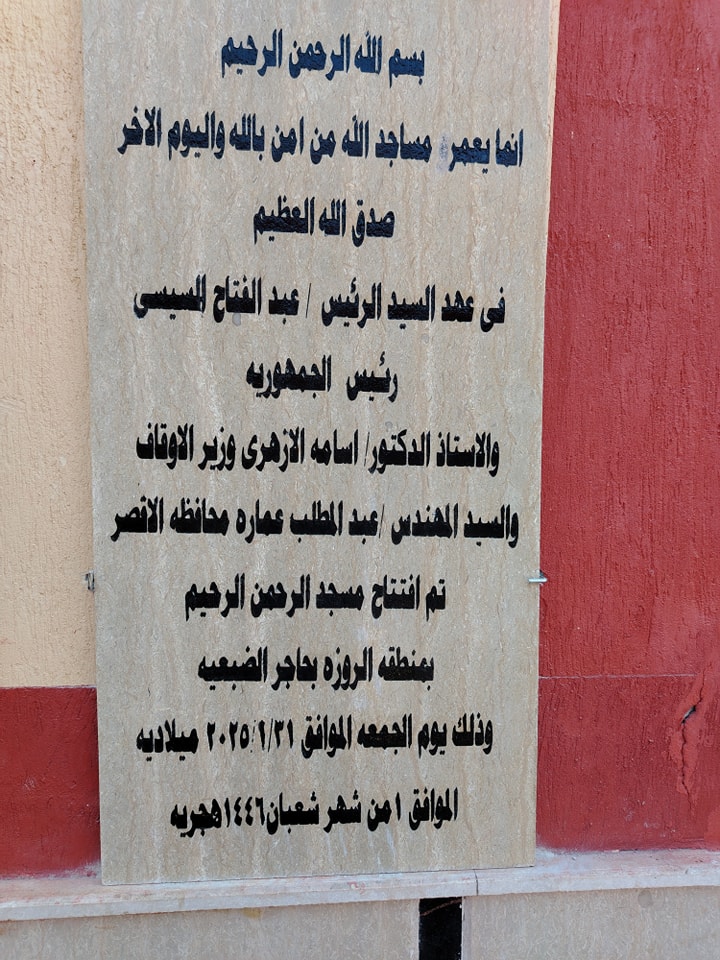 بسم الله الرحمن الرحيم
انما يعمر مساجد الله من امن بالله واليوم الاخر
صدق الله العظيم
فى عهد السيد الرئيس / عبد الفتاح السيسى
رئيس الجمهوريه
والاستاذ الدكتور/ اسامه الازهرى وزير الاوقاف
والسيد المهندس /عبد المطلب عماره محافظه الاقصر
تم افتتاح مسجد الرحمن الرحيم
بمنطقه الروزه بحاجر الضبعيه
وذلك يوم الجمعه الموافق ٢٠٢٥/١/٣١ ميلاديه
الموافق ١من شهر شعبان١٤٤٦هجريه